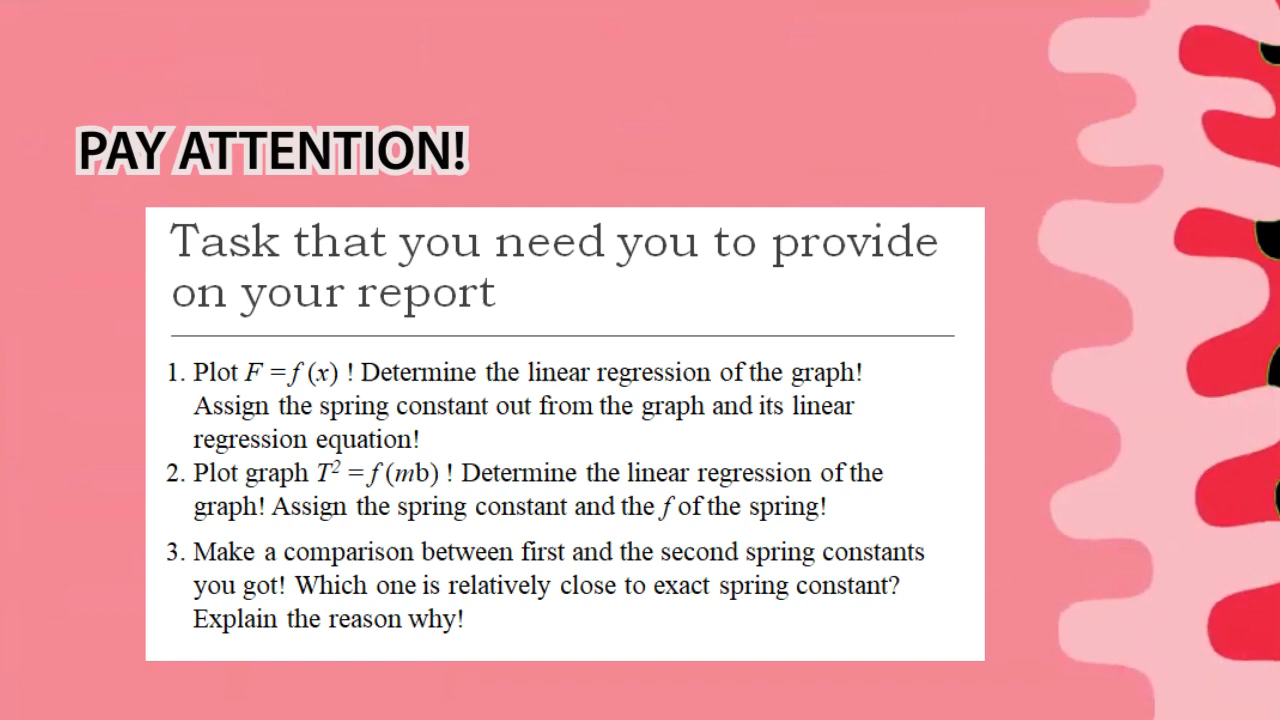 PAY ATTENTION!
Task that you need you to provide
on your report
1. Plot F = f (x) ! Determine the linear regression of the graph!
Assign the spring constant out from the graph and its linear
regression equation!
2. Plot graph T² = f (mb) ! Determine the linear regression of the
graph! Assign the spring constant and the f of the spring!
3. Make a comparison between first and the second spring constants
you got! Which one is relatively close to exact spring constant?
Explain the reason why!